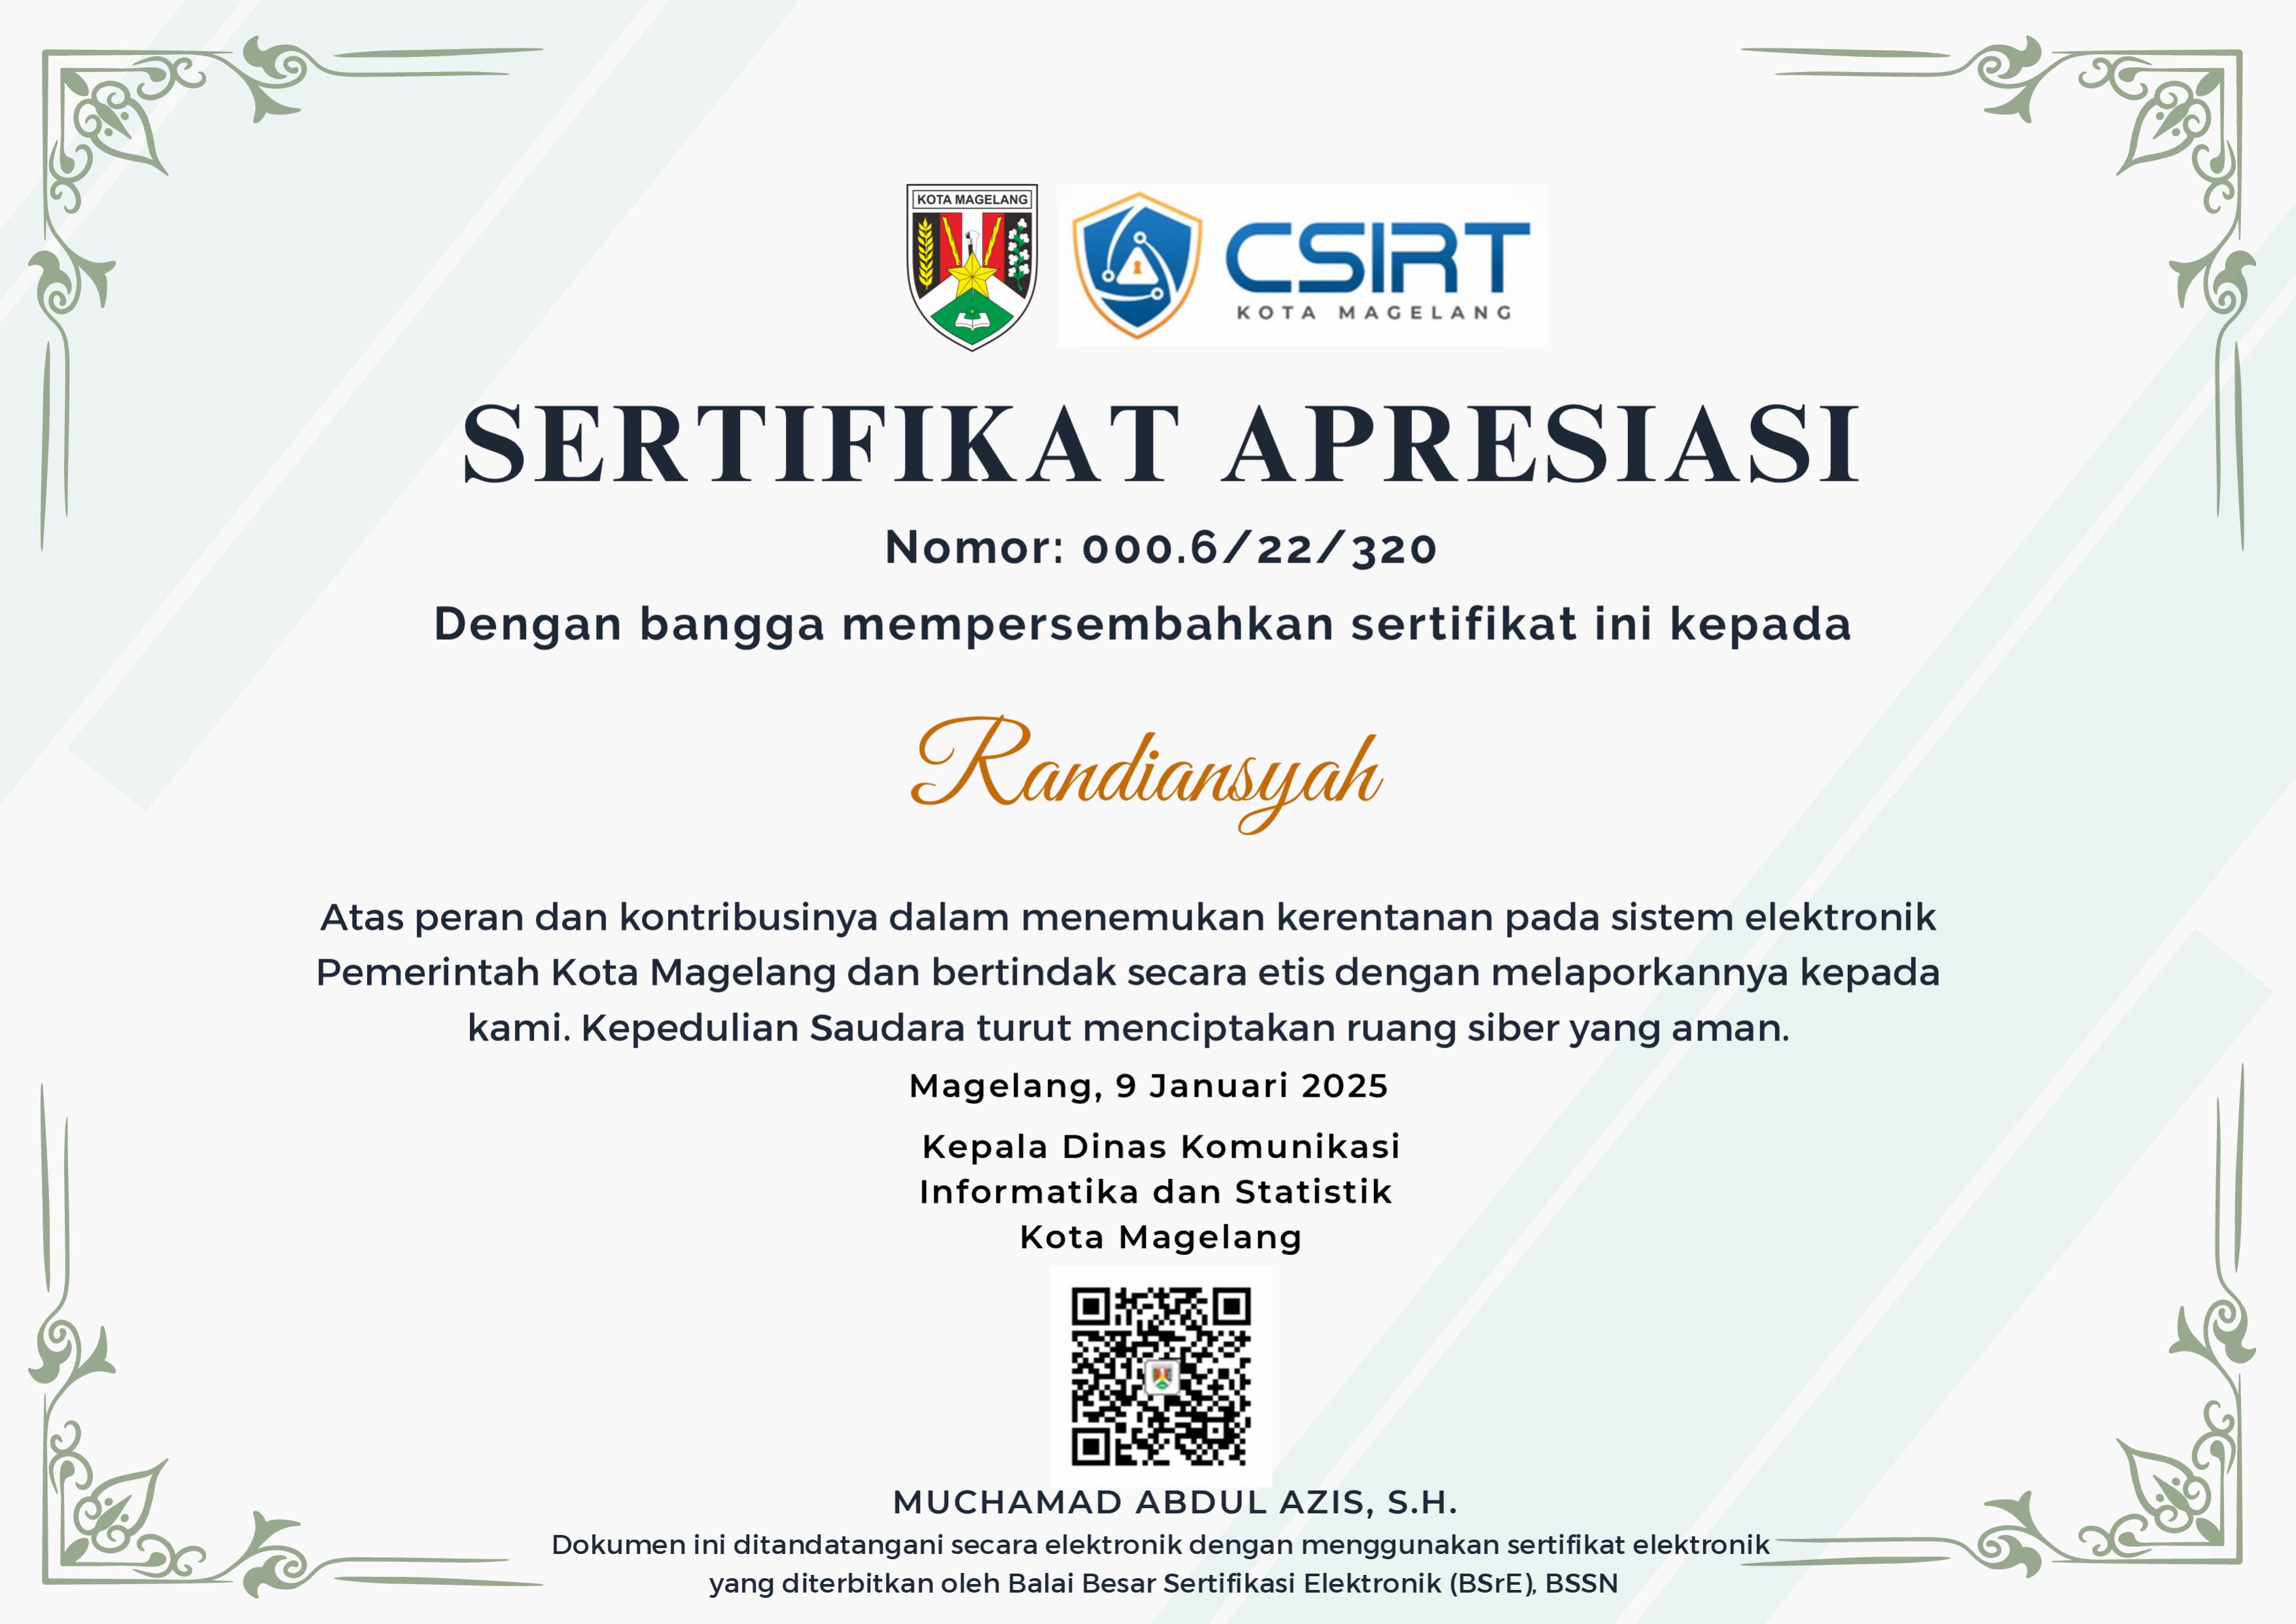 KOTA MAGELANG
CSIRT
KOTA MAGELANG
SERTIFIKAT APRESIASI
Nomor: 000.6/22/320
Dengan bangga mempersembahkan sertifikat ini kepada
Randiansyah
Atas peran dan kontribusinya dalam menemukan kerentanan pada sistem elektronik
Pemerintah Kota Magelang dan bertindak secara etis dengan melaporkannya kepada
kami. Kepedulian Saudara turut menciptakan ruang siber yang aman.
Magelang, 9 Januari 2025
Kepala Dinas Komunikasi
Informatika dan Statistik
Kota Magelang
MUCHAMAD ABDUL AZIS, S.H.
Dokumen ini ditandatangani secara elektronik dengan menggunakan sertifikat elektronik
yang diterbitkan oleh Balai Besar Sertifikasi Elektronik (BSrE), BSSN